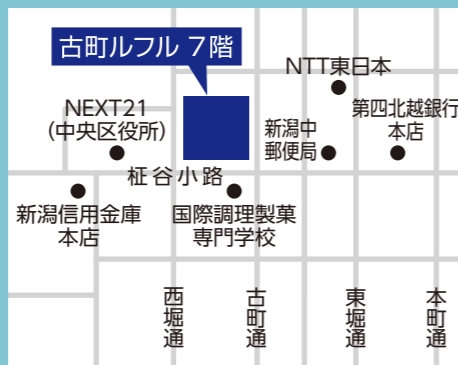 古町ルフル 7階
NTT東日本
NEXT21
(中央区役所)
新潟中
郵便局
第四北越銀行
本店
柾谷小路
新潟信用金庫
本店
国際調理製菓
専門学校
西堀通
古町通
東堀通
本町通